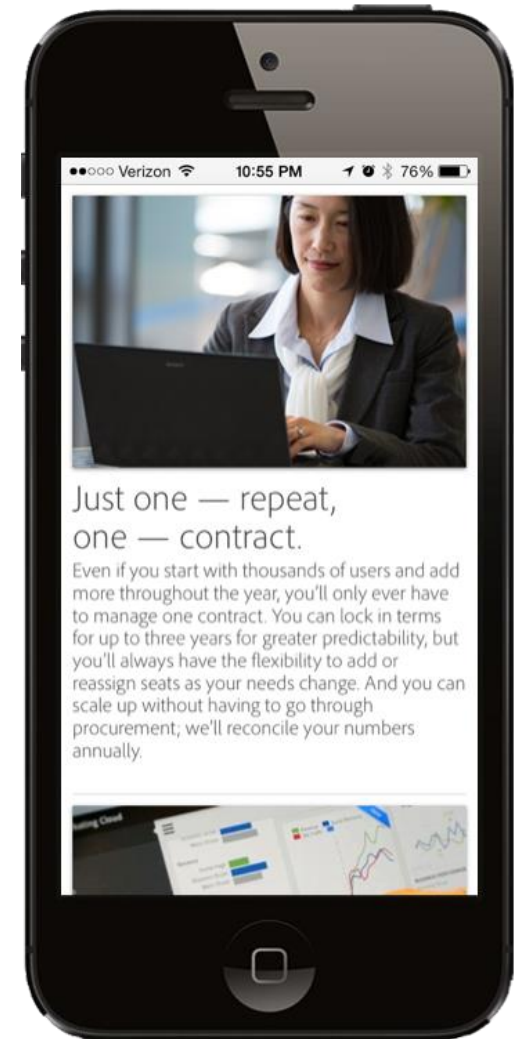 Verizon 10:55 PM 76%
Just one — repeat,
one — contract.
Even if you start with thousands of users and add
more throughout the year, you'll only ever have
to manage one contract. You can lock in terms
for up to three years for greater predictability, but
you'll always have the flexibility to add or
reassign seats as your needs change. And you can
scale up without having to go through
procurement; we'll reconcile your numbers
annually.
ting Cloud